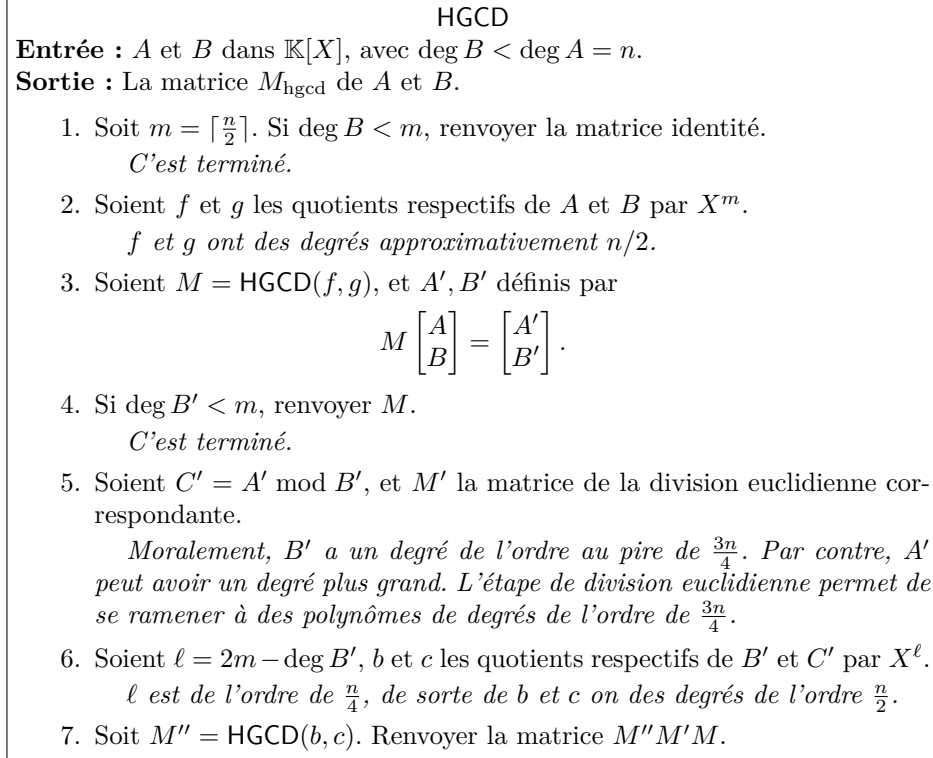 HGCD
Entrée : A et B dans 𝕂[X], avec deg B < deg A = n.
Sortie : La matrice M_hgcd de A et B.
1. Soit m = ⌈n/2⌉. Si deg B < m, renvoyer la matrice identité.
C'est terminé.
2. Soient f et g les quotients respectifs de A et B par X^m.
f et g ont des degrés approximativement n/2.
3. Soient M = HGCD(f, g), et A′, B′ définis par
M [A B] = [A′ B′].
4. Si deg B′ < m, renvoyer M.
C'est terminé.
5. Soient C′ = A′ mod B′, et M′ la matrice de la division euclidienne cor-
respondante.
Moralement, B′ a un degré de l'ordre au pire de 3n/4. Par contre, A′
peut avoir un degré plus grand. L'étape de division euclidienne permet de
se ramener à des polynômes de degrés de l'ordre de 3n/4.
6. Soient ℓ = 2m − deg B′, b et c les quotients respectifs de B′ et C′ par X^ℓ.
ℓ est de l'ordre de n/4, de sorte de b et c on des degrés de l'ordre n/2.
7. Soit M″ = HGCD(b, c). Renvoyer la matrice M″M′M.